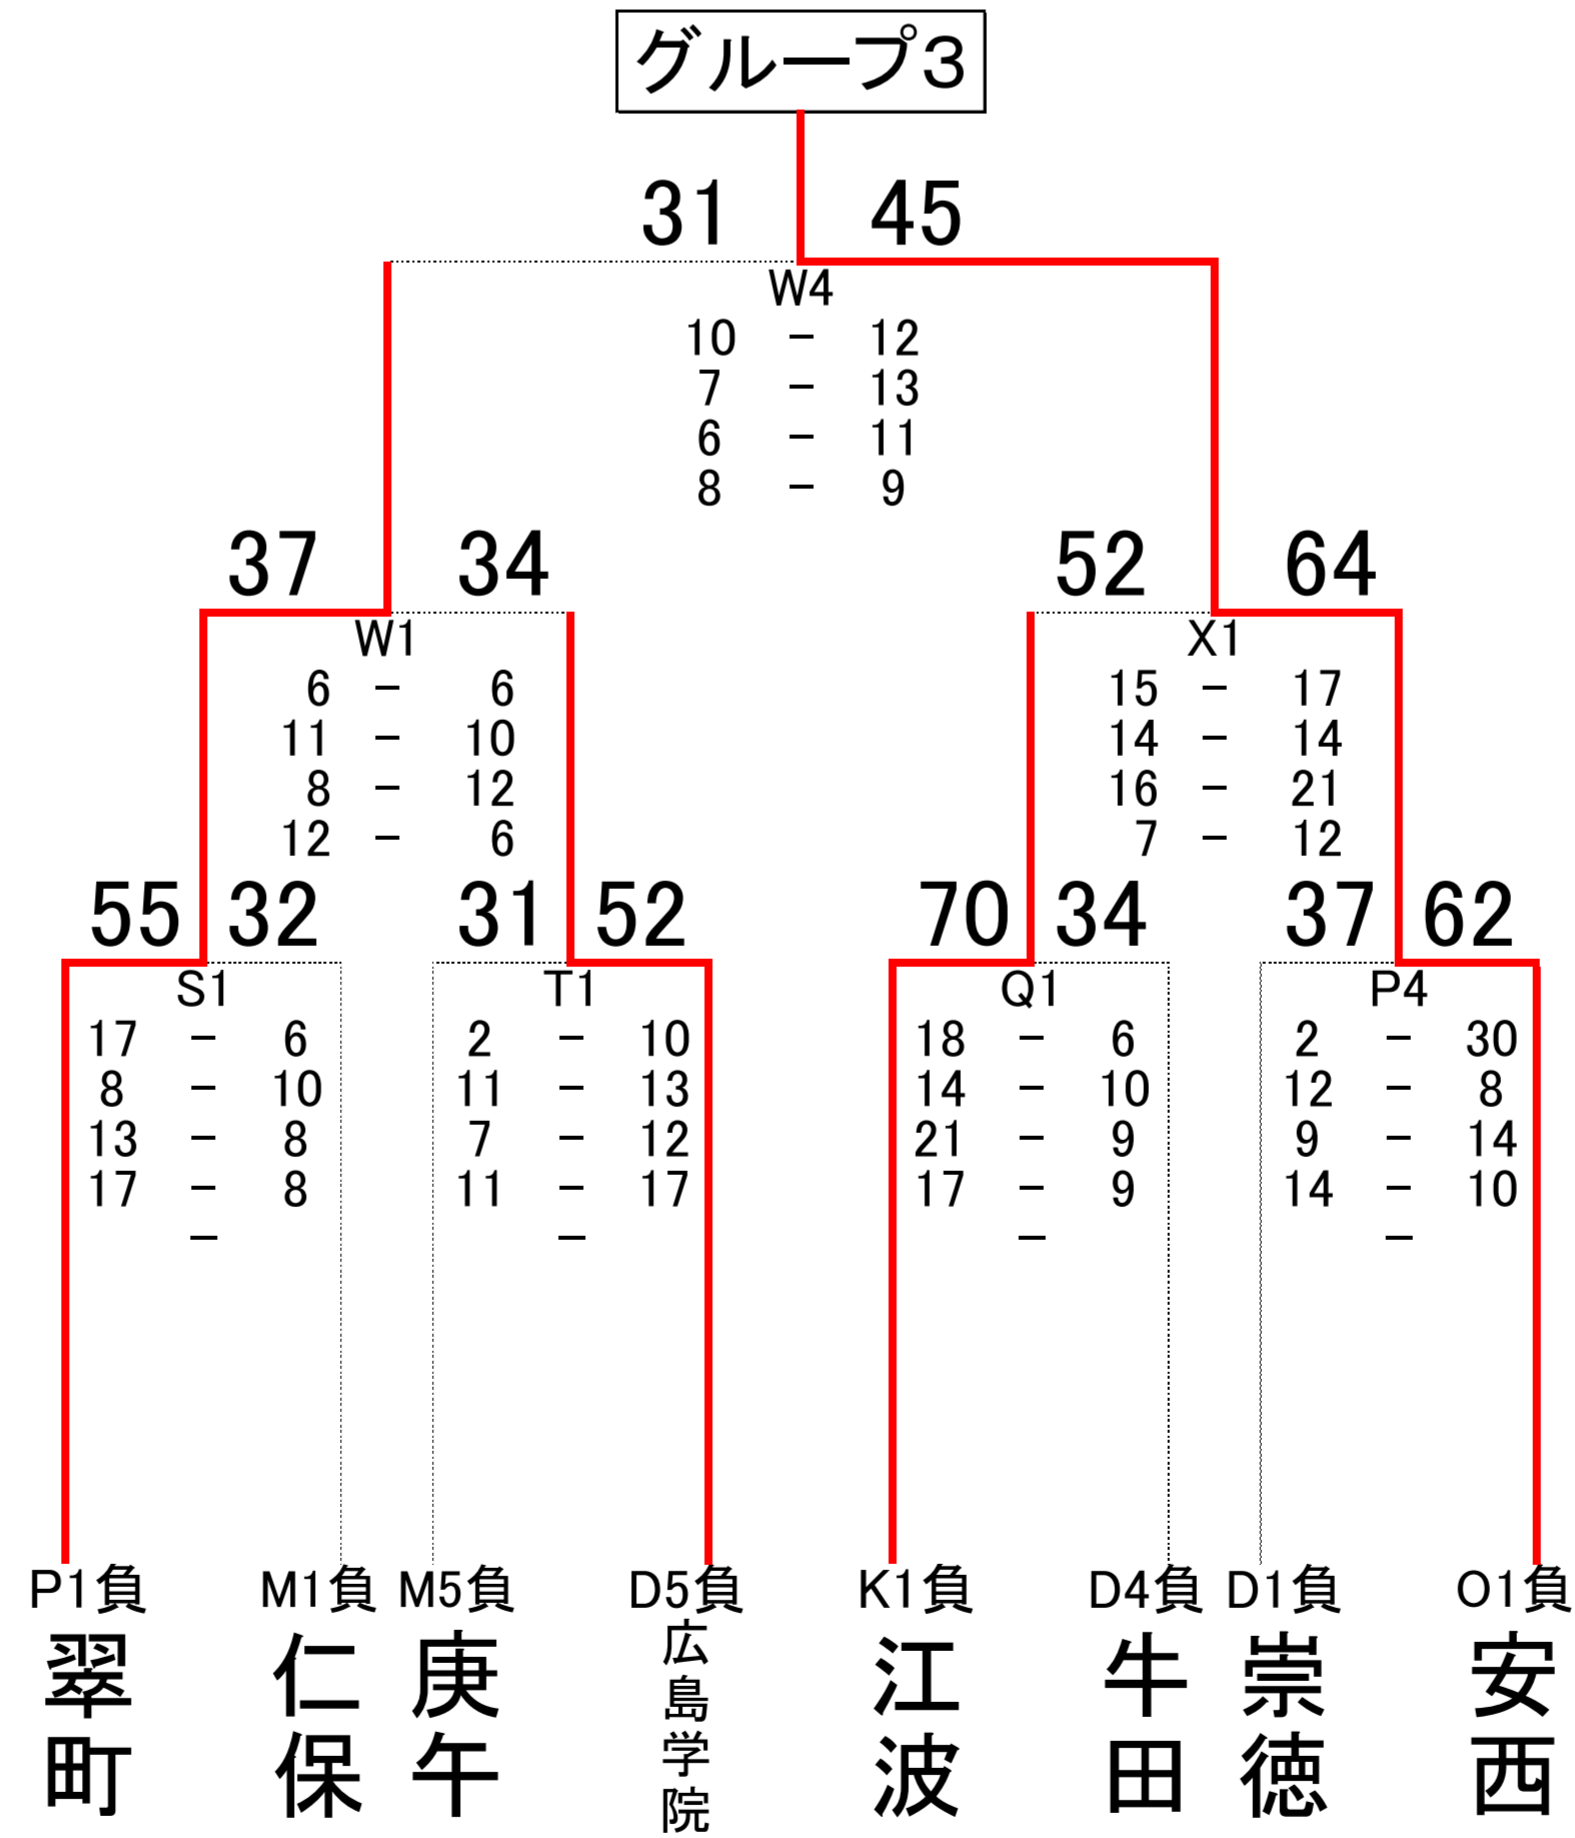 グループ3
31 45
W4
10 － 12
7 － 13
6 － 11
8 － 9
37 34 52 64
W1 X1
6 － 6 15 － 17
11 － 10 14 － 14
8 － 12 16 － 21
12 － 6 7 － 12
55 32 31 52 70 34 37 62
S1 T1 Q1 P4
17 － 6 2 － 10 18 － 6 2 － 30
8 － 10 11 － 13 14 － 10 12 － 8
13 － 8 7 － 12 21 － 9 9 － 14
17 － 8 11 － 17 17 － 9 14 － 10
－ － － －
P1負 M1負 M5負 D5負 K1負 D4負 D1負 O1負
翠町
仁保
庚午
広島学院
江波
牛田
崇徳
安西